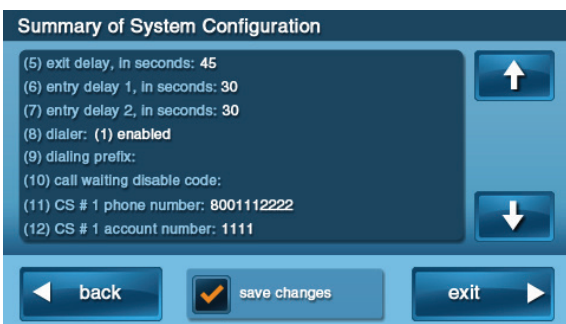 Summary of System Configuration
(5) exit delay, in seconds: 45
(6) entry delay 1, in seconds: 30
(7) entry delay 2, in seconds: 30
(8) dialer: (1) enabled
(9) dialing prefix:
(10) call waiting disable code:
(11) CS # 1 phone number: 8001112222
(12) CS # 1 account number: 1111
back
save changes
exit